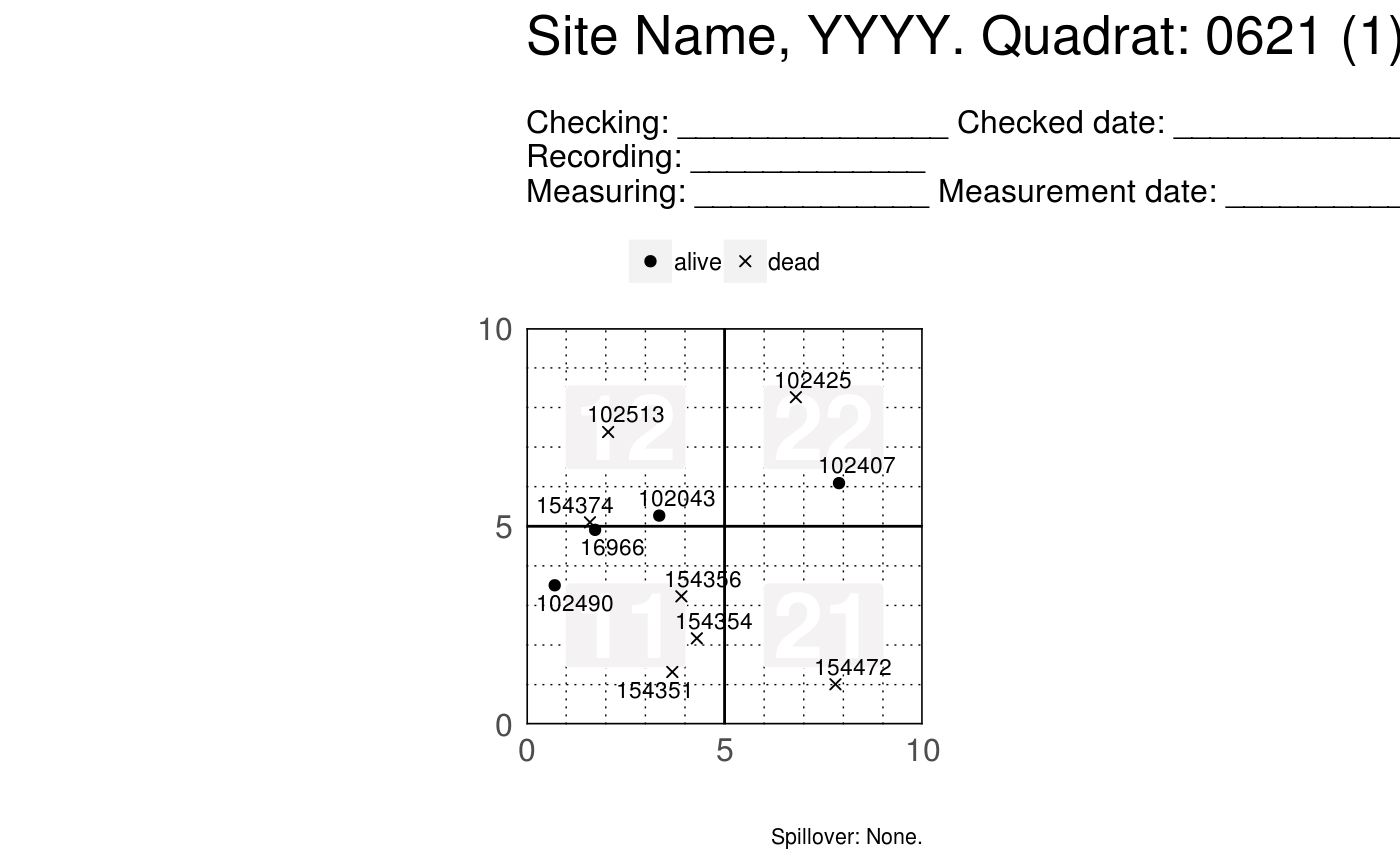 Site Name, YYYY. Quadrat: 0621 (1)
Checking: _______________ Checked date: _____________
Recording: _____________
Measuring: _____________ Measurement date: __________
alive dead
10
102425
12 22
102513
102407
102043
154374
5
16966
154356
102490
11 21
154354
154472
154351
0
0 5 10
Spillover: None.